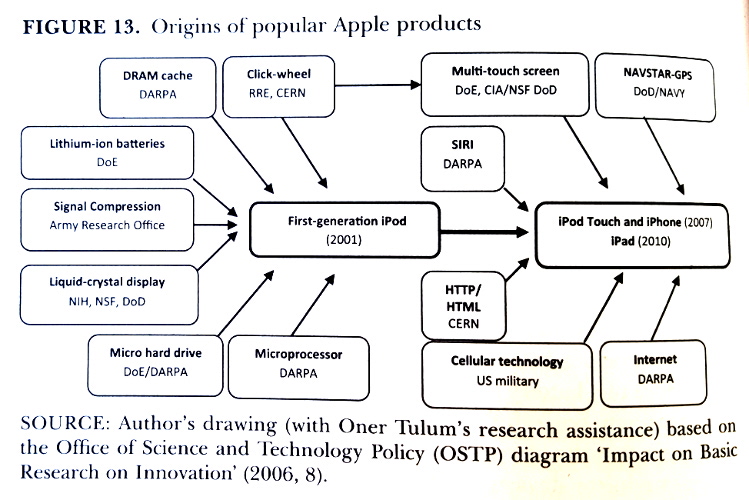 FIGURE 13. Origins of popular Apple products
DRAM cache
DARPA
Click-wheel
RRE, CERN
Multi-touch screen
DoE, CIA/NSF DoD
NAVSTAR-GPS
DoD/NAVY
Lithium-ion batteries
DoE
SIRI
DARPA
Signal Compression
Army Research Office
First-generation iPod
(2001)
iPod Touch and iPhone (2007)
iPad (2010)
Liquid-crystal display
NIH, NSF, DoD
HTTP/
HTML
CERN
Micro hard drive
DoE/DARPA
Microprocessor
DARPA
Cellular technology
US military
Internet
DARPA
SOURCE: Author's drawing (with Oner Tulum's research assistance) based on
the Office of Science and Technology Policy (OSTP) diagram 'Impact on Basic
Research on Innovation' (2006, 8).